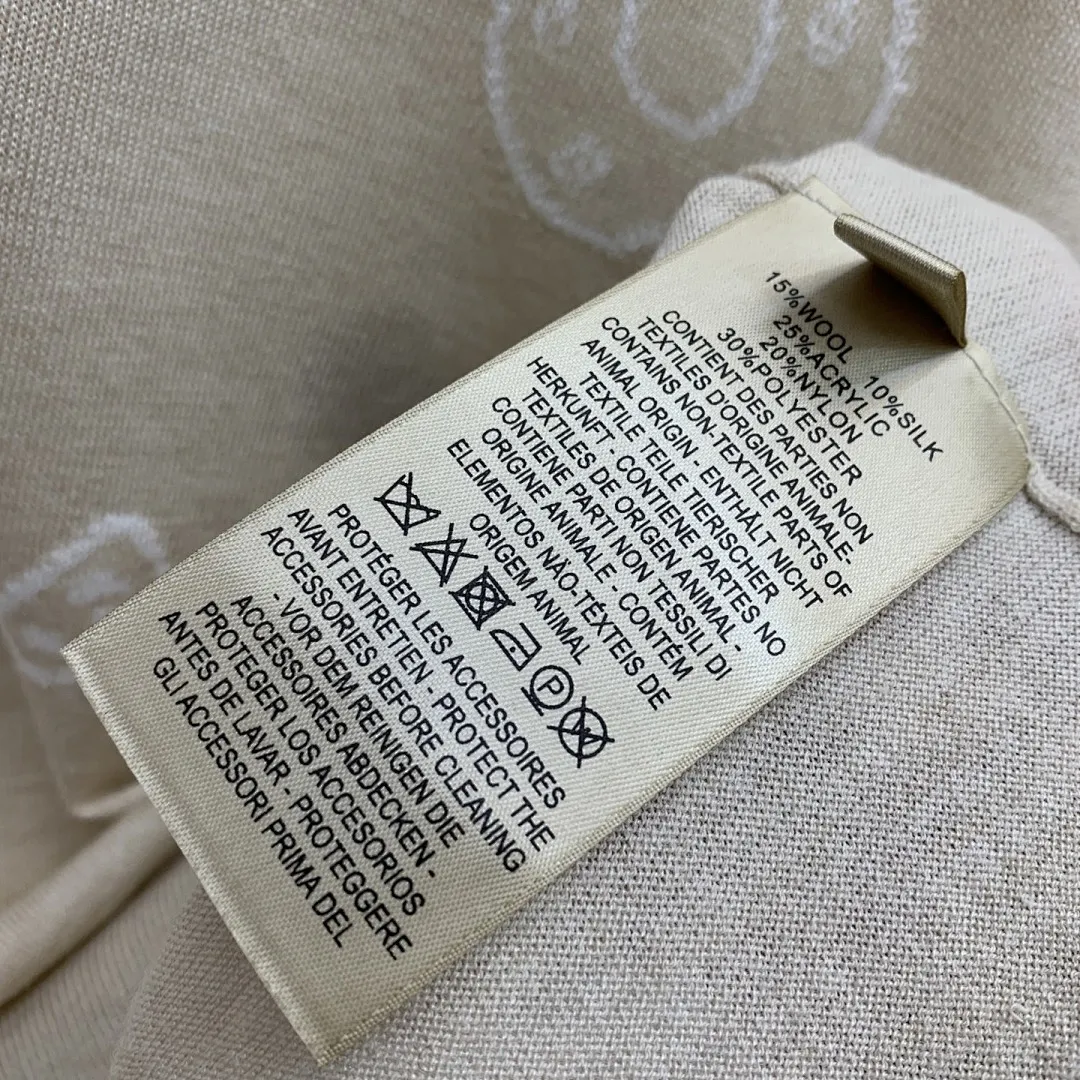 15%WOOL 10%SILK
25%ACRYLIC
20%NYLON
30%POLYESTER
CONTIENT DES PARTIES NON
TEXTILES D'ORIGINE ANIMALE-
CONTAINS NON-TEXTILE PARTS OF
ANIMAL ORIGIN - ENTHÄLT NICHT
TEXTILE TEILE TIERISCHER
HERKUNFT - CONTIENE PARTES NO
TEXTILES DE ORIGEN ANIMAL -
CONTIENE PARTI NON TESSILI DI
ORIGINE ANIMALE - CONTÉM
ELEMENTOS NÃO-TÉXTEIS DE
ORIGEM ANIMAL
P
PROTÉGER LES ACCESSOIRES
AVANT ENTRETIEN - PROTECT THE
ACCESSORIES BEFORE CLEANING
- VOR DEM REINIGEN DIE
ACCESSOIRES ABDECKEN -
PROTEGER LOS ACCESORIOS
ANTES DE LAVAR - PROTEGGERE
GLI ACCESSORI PRIMA DEL